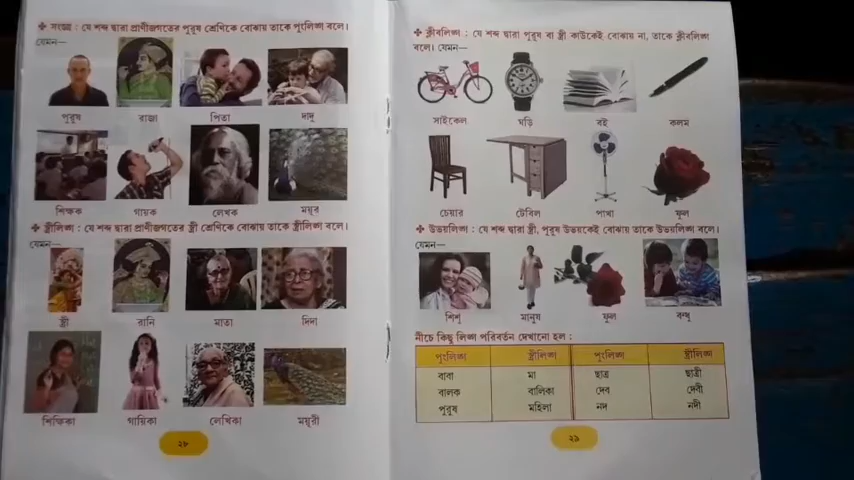 ❖ সংজ্ঞা : যে শব্দ দ্বারা প্রাণীজগতের পুরুষ শ্রেণিকে বোঝায় তাকে পুংলিঙ্গ বলে।
যেমন—
পুরুষ রাজা পিতা দাদু
শিক্ষক গায়ক লেখক ময়ূর
❖ স্ত্রীলিঙ্গ : যে শব্দ দ্বারা প্রাণীজগতের স্ত্রী শ্রেণিকে বোঝায় তাকে স্ত্রীলিঙ্গ বলে।
যেমন—
স্ত্রী রানি মাতা দিদা
শিক্ষিকা গায়িকা লেখিকা ময়ূরী
২৮
❖ ক্লীবলিঙ্গ : যে শব্দ দ্বারা পুরুষ বা স্ত্রী কাউকেই বোঝায় না, তাকে ক্লীবলিঙ্গ
বলে। যেমন—
সাইকেল ঘড়ি বই কলম
চেয়ার টেবিল পাখা ফুল
❖ উভয়লিঙ্গ : যে শব্দ দ্বারা স্ত্রী, পুরুষ উভয়কেই বোঝায় তাকে উভয়লিঙ্গ বলে।
যেমন—
শিশু মানুষ ফুল বন্ধু
নীচে কিছু লিঙ্গ পরিবর্তন দেখানো হল :
পুংলিঙ্গ স্ত্রীলিঙ্গ পুংলিঙ্গ স্ত্রীলিঙ্গ
বাবা মা ছাত্র ছাত্রী
বালক বালিকা দেব দেবী
পুরুষ মহিলা নদ নদী
২৯